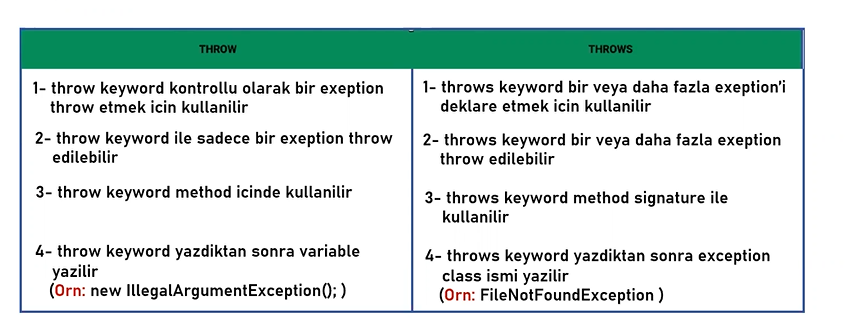 THROW
THROWS
1- throw keyword kontrollu olarak bir exeption
throw etmek icin kullanilir
2- throw keyword ile sadece bir exeption throw
edilebilir
3- throw keyword method icinde kullanilir
4- throw keyword yazdiktan sonra variable
yazilir
(Orn: new IllegalArgumentException(); )
1- throws keyword bir veya daha fazla exeption'i
deklare etmek icin kullanilir
2- throws keyword bir veya daha fazla exeption
throw edilebilir
3- throws keyword method signature ile
kullanilir
4- throws keyword yazdiktan sonra exception
class ismi yazilir
(Orn: FileNotFoundException )